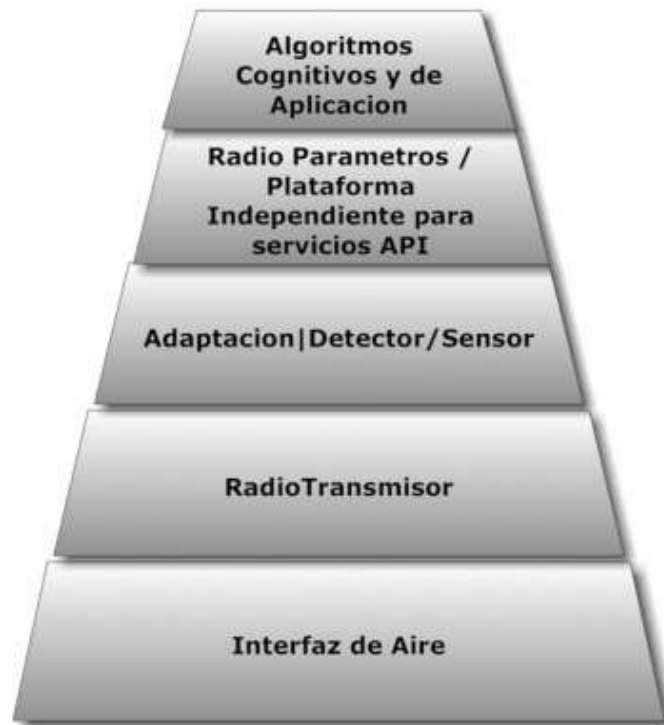 Algoritmos
Cognitivos y de
Aplicacion
Radio Parametros /
Plataforma
Independiente para
servicios API
Adaptacion|Detector/Sensor
RadioTransmisor
Interfaz de Aire